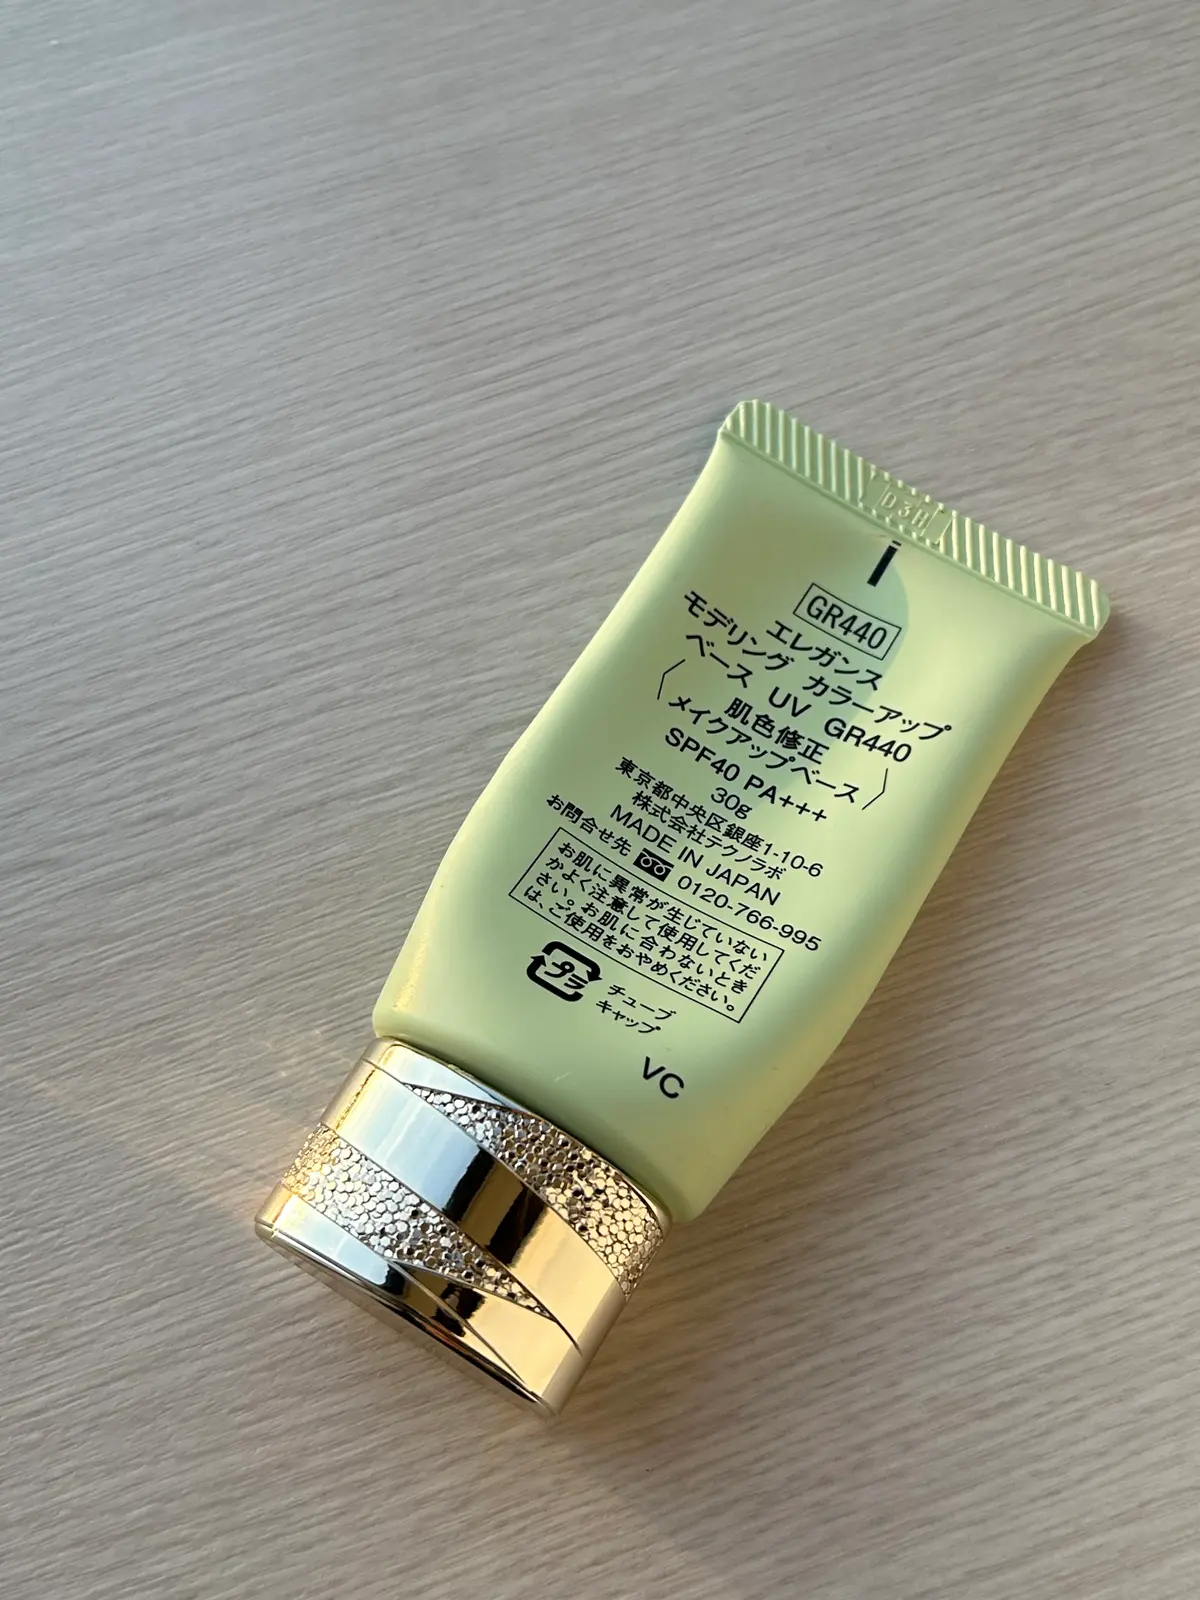 D3H
GR440
エレガンス
モデリング カラーアップ
ベース UV GR440
肌色修正
メイクアップベース
SPF40 PA+++
30g
東京都中央区銀座1-10-6
株式会社テクノラボ
MADE IN JAPAN
お問合せ先 0120-766-995
お肌に異常が生じていない
かよく注意して使用してくだ
さい。お肌に合わないとき
は、ご使用をおやめください。
プラ チューブ
キャップ
VC